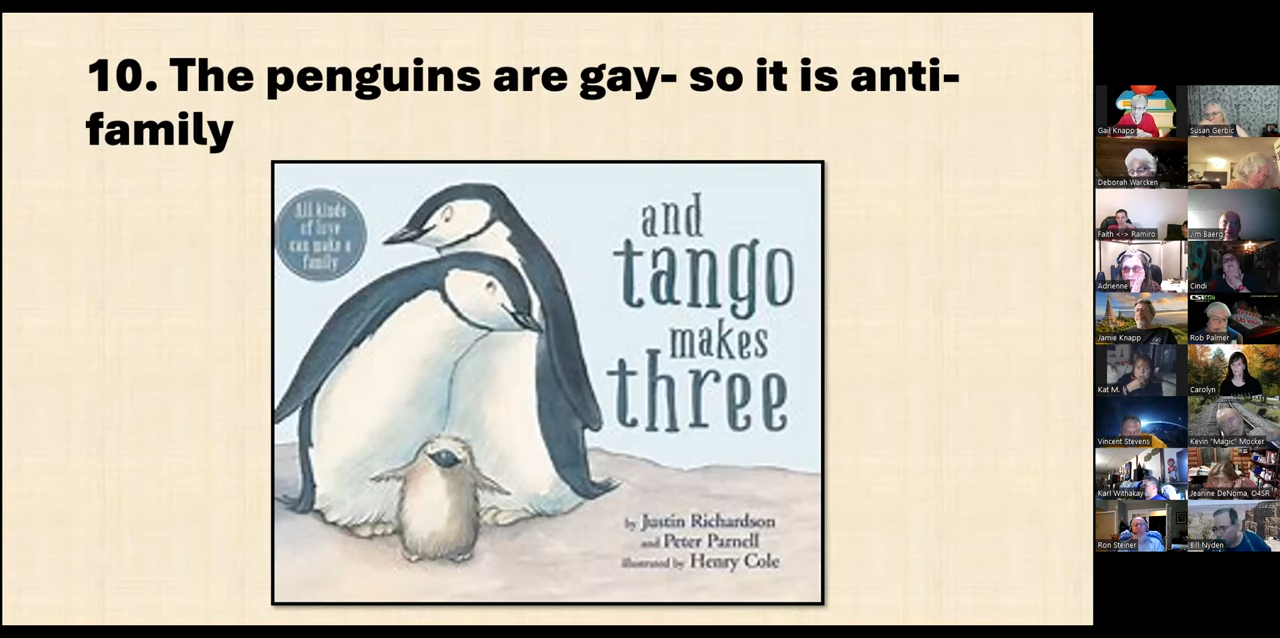 10. The penguins are gay- so it is anti-
family
All kinds
of love
can make a
family
and
tango
makes
three
by Justin Richardson
and Peter Parnell
illustrated by Henry Cole
Gail Knapp
Susan Gerbic
Deborah Warcken
Faith <-> Ramiro
Jim Baerg
Adrienne
Cindi
Jamie Knapp
CSICON
Rob Palmer
Kat M.
Carolyn
Vincent Stevens
Kevin "Magic" Mocker
Karl Withakay
Jeanine DeNoma, O4SR
Ron Steiner
Bill Nyden